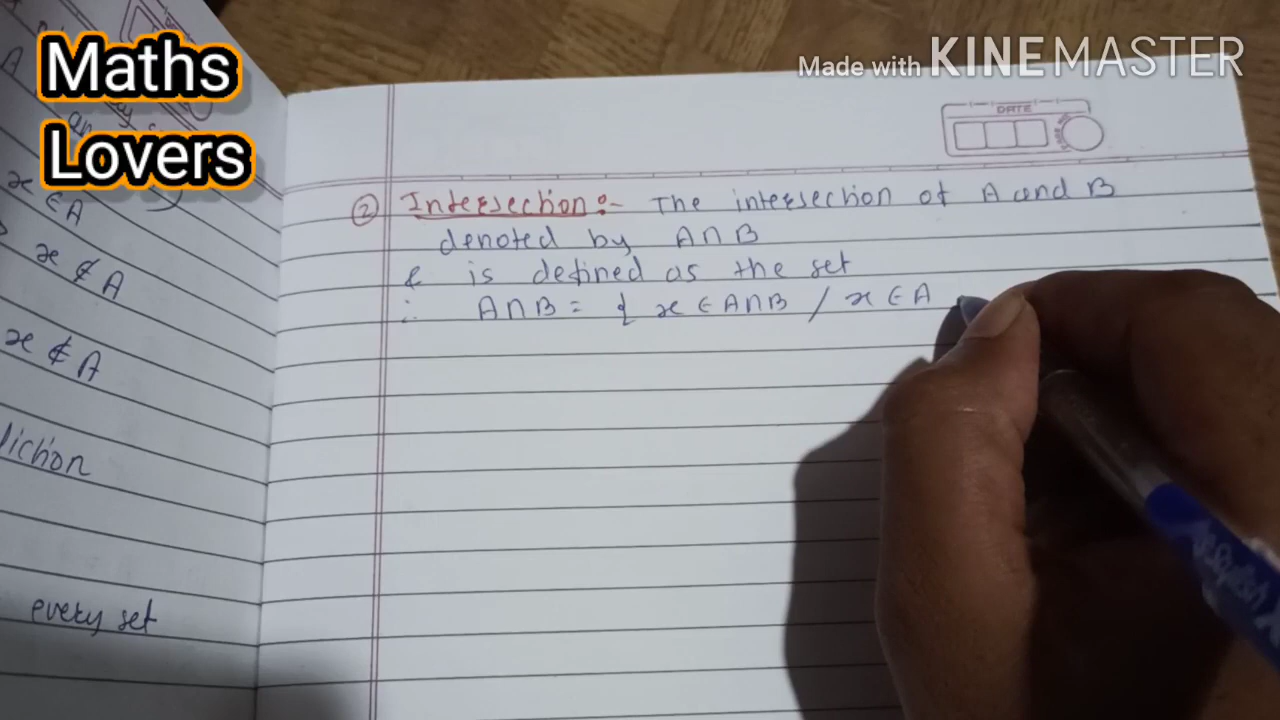 Maths
Lovers
Made with KINEMASTER
DATE
x ∈ A
x ∉ A
x ∉ A
every set
② Intersection :- The intersection of A and B
denoted by A∩B
& is defined as the set
∴ A∩B = { x ∈ A∩B / x ∈ A